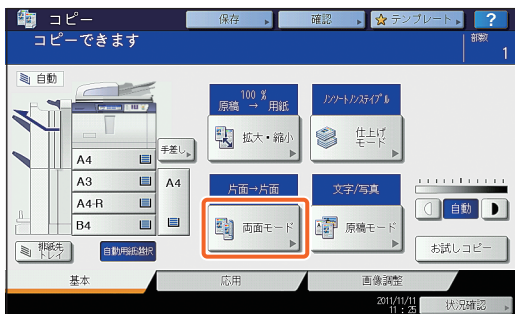 コピー
保存
確認
テンプレート
?
コピーできます
部数
1
自動
100 %
原稿 → 用紙
ノンソートノンステイプル
拡大・縮小
仕上げ
モード
手差し
A4
A3
A4-R
B4
A4
片面→片面
文字/写真
両面モード
原稿モード
自動
排紙先
トレイ
自動用紙選択
お試しコピー
基本
応用
画像調整
2011/11/11
11 : 25
状況確認